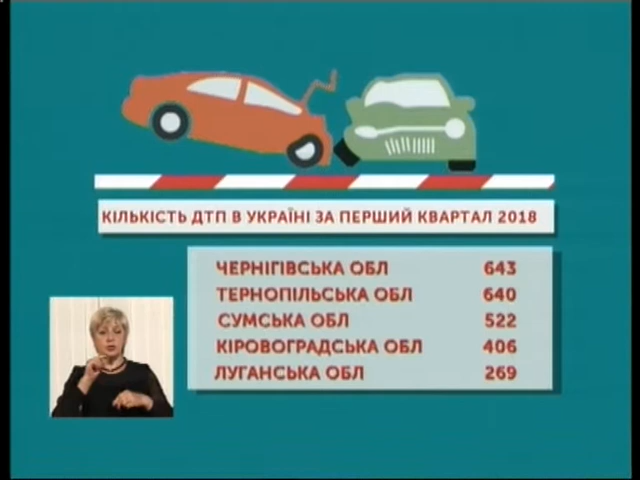 КІЛЬКІСТЬ ДТП В УКРАЇНІ ЗА ПЕРШИЙ КВАРТАЛ 2018
ЧЕРНІГІВСЬКА ОБЛ 643
ТЕРНОПІЛЬСЬКА ОБЛ 640
СУМСЬКА ОБЛ 522
КІРОВОГРАДСЬКА ОБЛ 406
ЛУГАНСЬКА ОБЛ 269